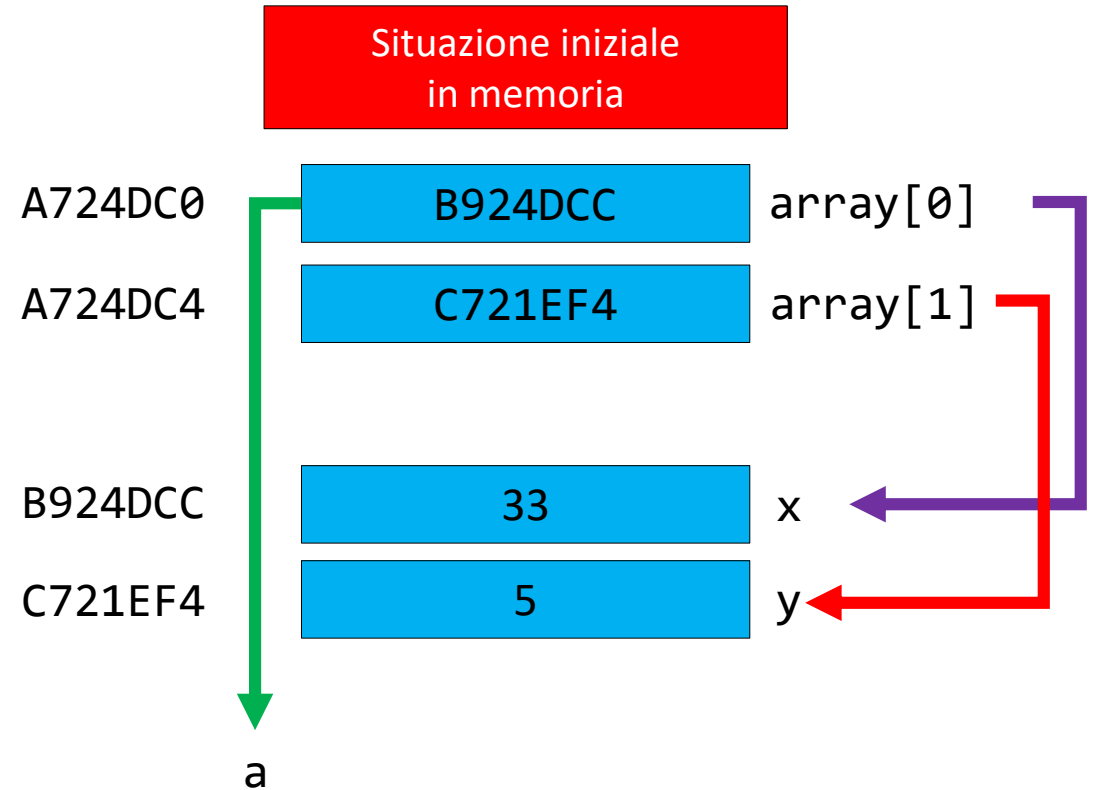 Situazione iniziale
in memoria
A724DC0 B924DCC array[0]
A724DC4 C721EF4 array[1]
B924DCC 33 x
C721EF4 5 y
a